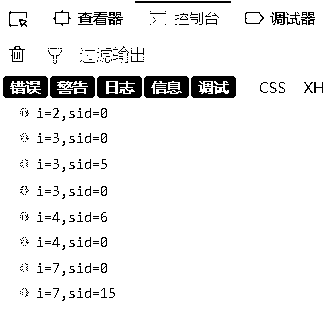 查看器 控制台 调试器
过滤输出
错误 警告 日志 信息 调试 CSS XH
i=2,sid=0
i=3,sid=0
i=3,sid=5
i=3,sid=0
i=4,sid=6
i=4,sid=0
i=7,sid=0
i=7,sid=15